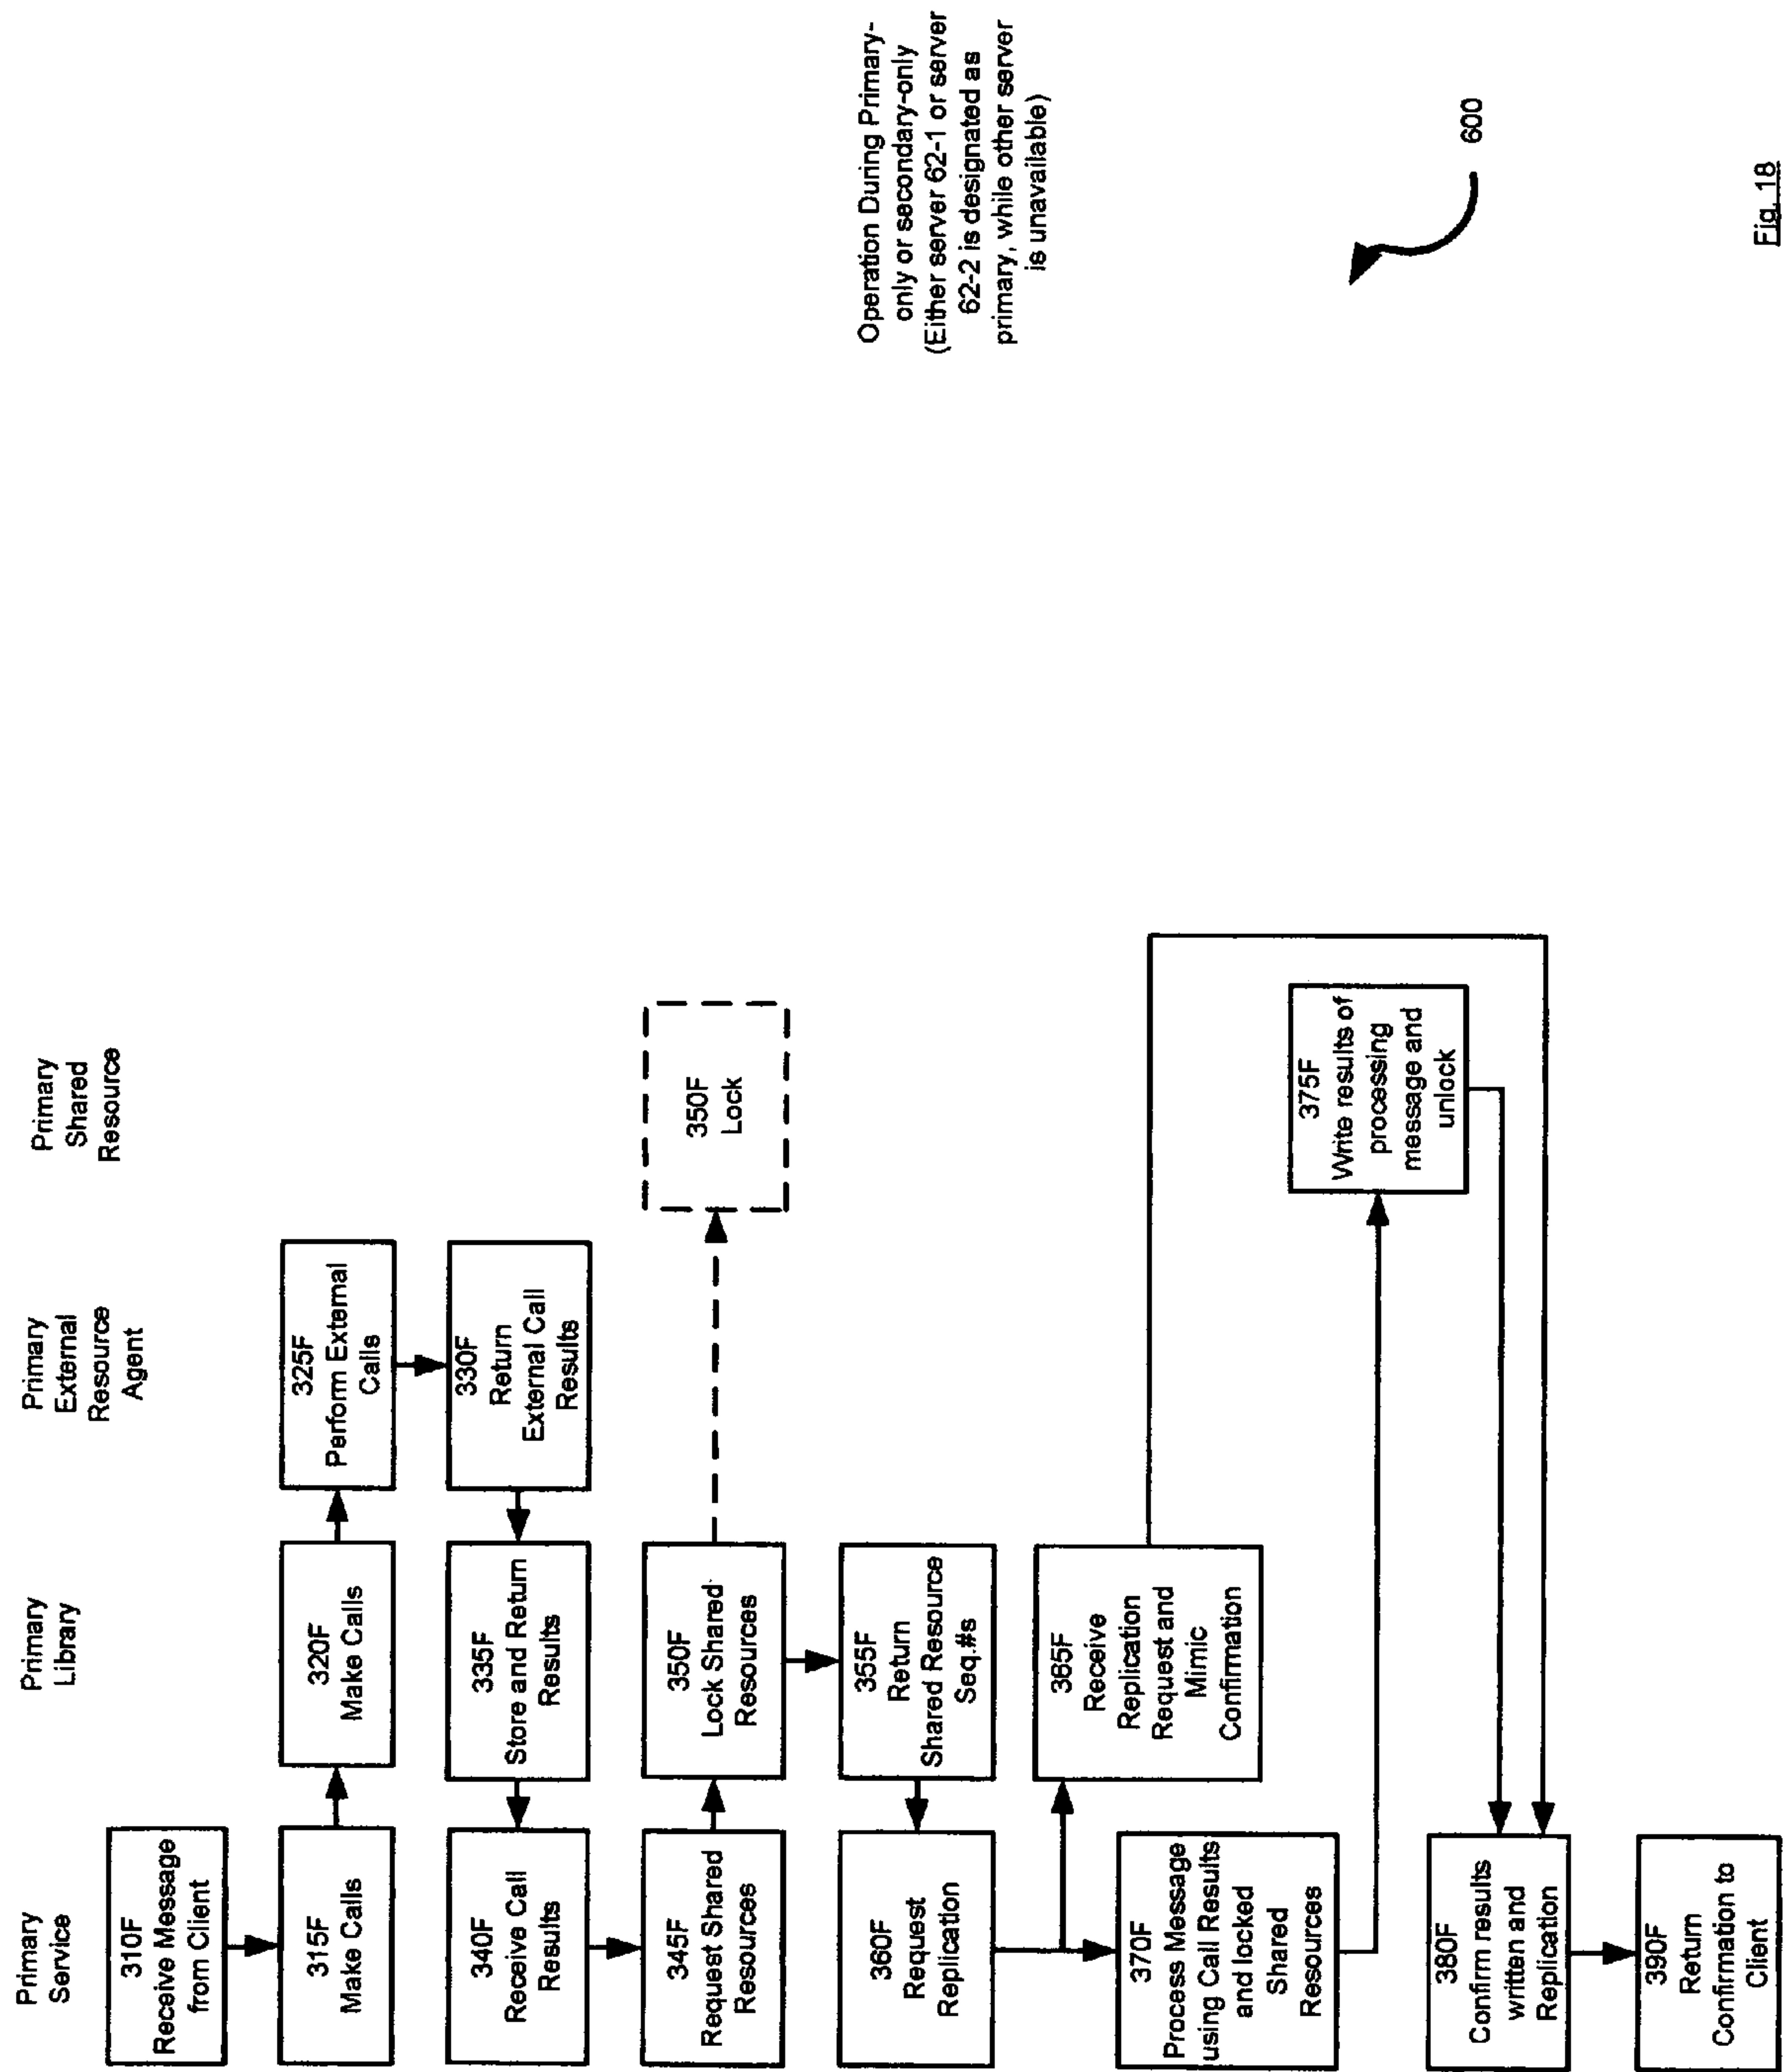 Primary
Service
Primary
Library
Primary
External
Resource
Agent
Primary
Shared
Resource
310F
Receive Message
from Client
315F
Make Calls
320F
Make Calls
325F
Perform External
Calls
330F
Return
External Call
Results
335F
Store and Return
Results
340F
Receive Call
Results
345F
Request Shared
Resources
350F
Lock Shared
Resources
350F
Lock
355F
Return
Shared Resource
Seq.#s
360F
Request
Replication
365F
Receive
Replication
Request and
Mimic
Confirmation
370F
Process Message
using Call Results
and locked
Shared
Resources
375F
Write results of
processing
message and
unlock
380F
Confirm results
written and
Replication
390F
Return
Confirmation to
Client
Operation During Primary-
only or secondary-only
(Either server 62-1 or server
62-2 is designated as
primary, while other server
is unavailable)
600
Fig. 18